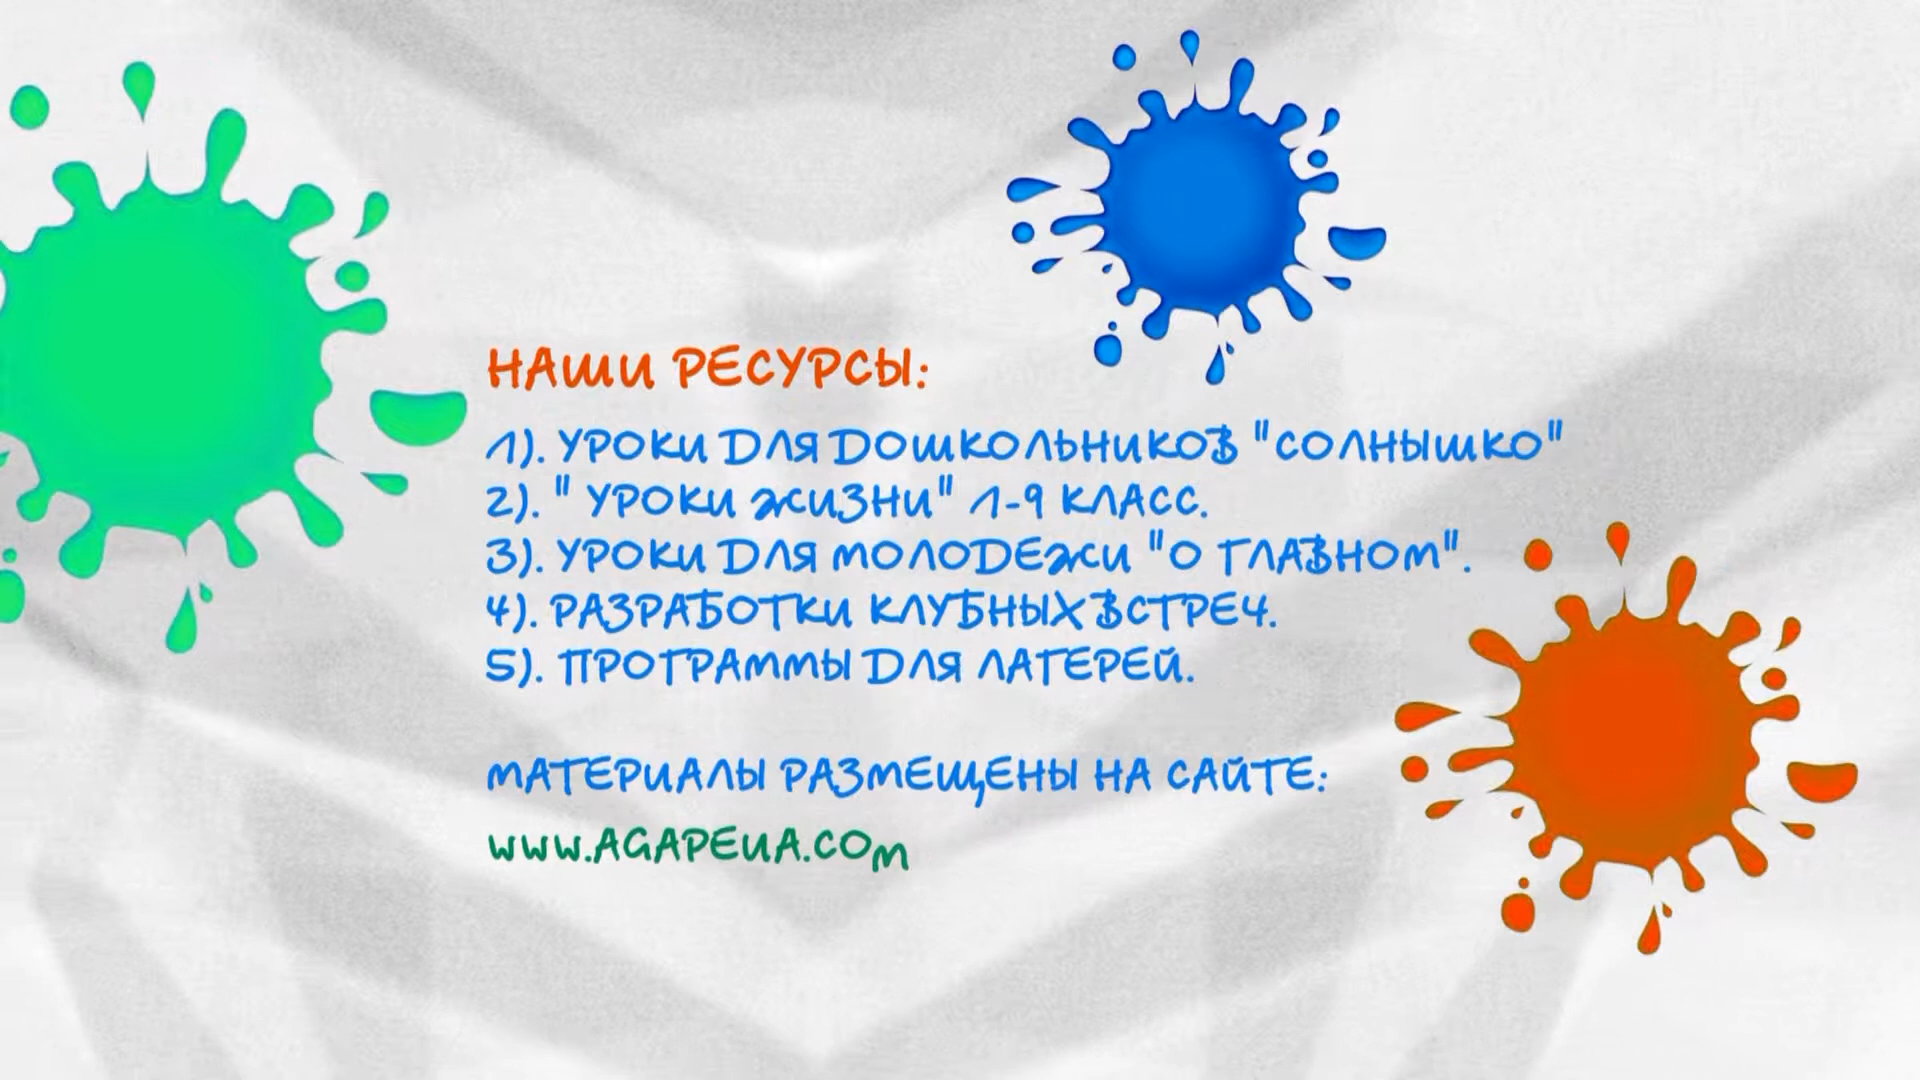 НАШИ РЕСУРСЫ:
1). УРОКИ ДЛЯ ДОШКОЛЬНИКОВ "СОЛНЫШКО"
2). " УРОКИ ЖИЗНИ" 1-9 КЛАСС.
3). УРОКИ ДЛЯ МОЛОДЕЖИ "О ГЛАВНОМ".
4). РАЗРАБОТКИ КЛУБНЫХ ВСТРЕЧ.
5). ПРОГРАММЫ ДЛЯ ЛАГЕРЕЙ.
МАТЕРИАЛЫ РАЗМЕЩЕНЫ НА САЙТЕ:
WWW.AGAPEUA.COM